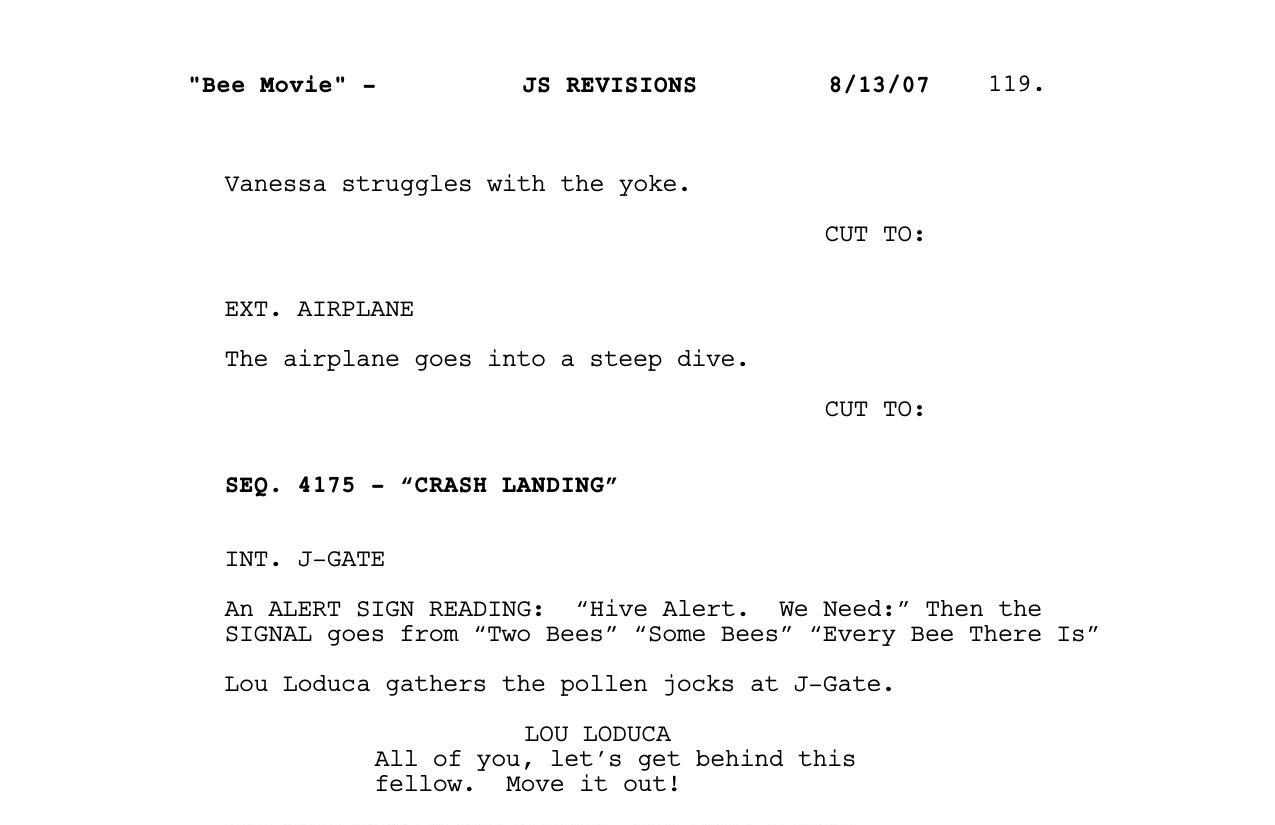 "Bee Movie" - JS REVISIONS 8/13/07 119.
Vanessa struggles with the yoke.
CUT TO:
EXT. AIRPLANE
The airplane goes into a steep dive.
CUT TO:
SEQ. 4175 - “CRASH LANDING”
INT. J-GATE
An ALERT SIGN READING:  “Hive Alert.  We Need:” Then the
SIGNAL goes from “Two Bees” “Some Bees” “Every Bee There Is”
Lou Loduca gathers the pollen jocks at J-Gate.
LOU LODUCA
All of you, let’s get behind this
fellow.  Move it out!